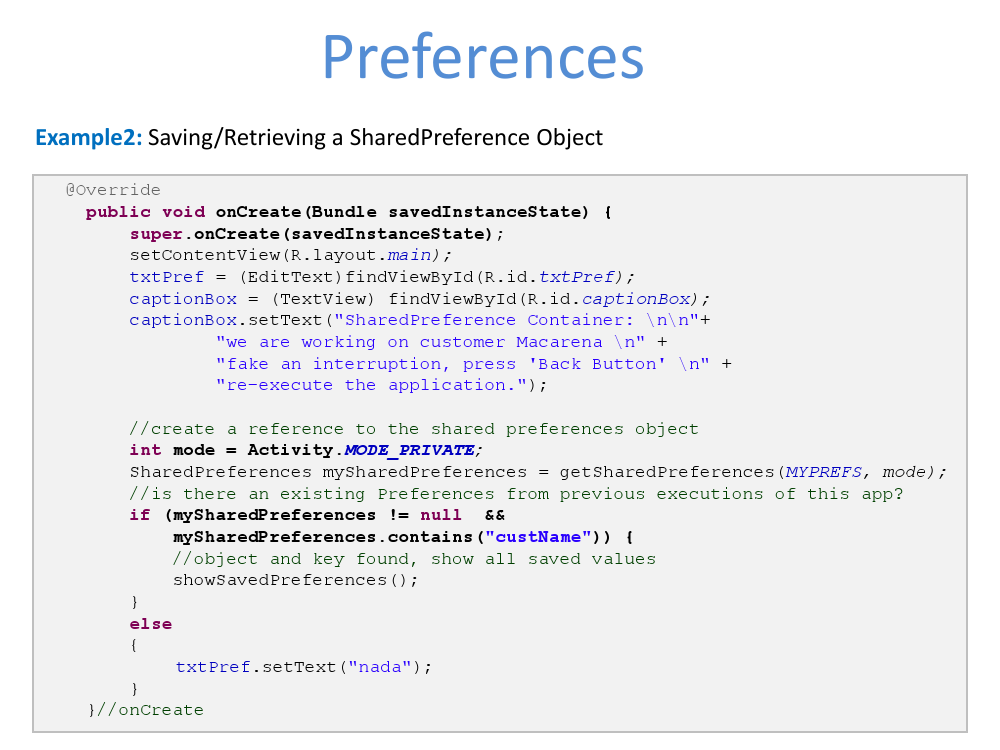 Preferences
Example2: Saving/Retrieving a SharedPreference Object
@Override
public void onCreate(Bundle savedInstanceState) {
super.onCreate(savedInstanceState);
setContentView(R.layout.main);
txtPref = (EditText)findViewById(R.id.txtPref);
captionBox = (TextView) findViewById(R.id.captionBox);
captionBox.setText("SharedPreference Container: \n\n"+
"we are working on customer Macarena \n" +
"fake an interruption, press 'Back Button' \n" +
"re-execute the application.");
//create a reference to the shared preferences object
int mode = Activity.MODE_PRIVATE;
SharedPreferences mySharedPreferences = getSharedPreferences(MYPREFS, mode);
//is there an existing Preferences from previous executions of this app?
if (mySharedPreferences != null  &&
mySharedPreferences.contains("custName")) {
//object and key found, show all saved values
showSavedPreferences();
}
else
{
txtPref.setText("nada");
}
}//onCreate